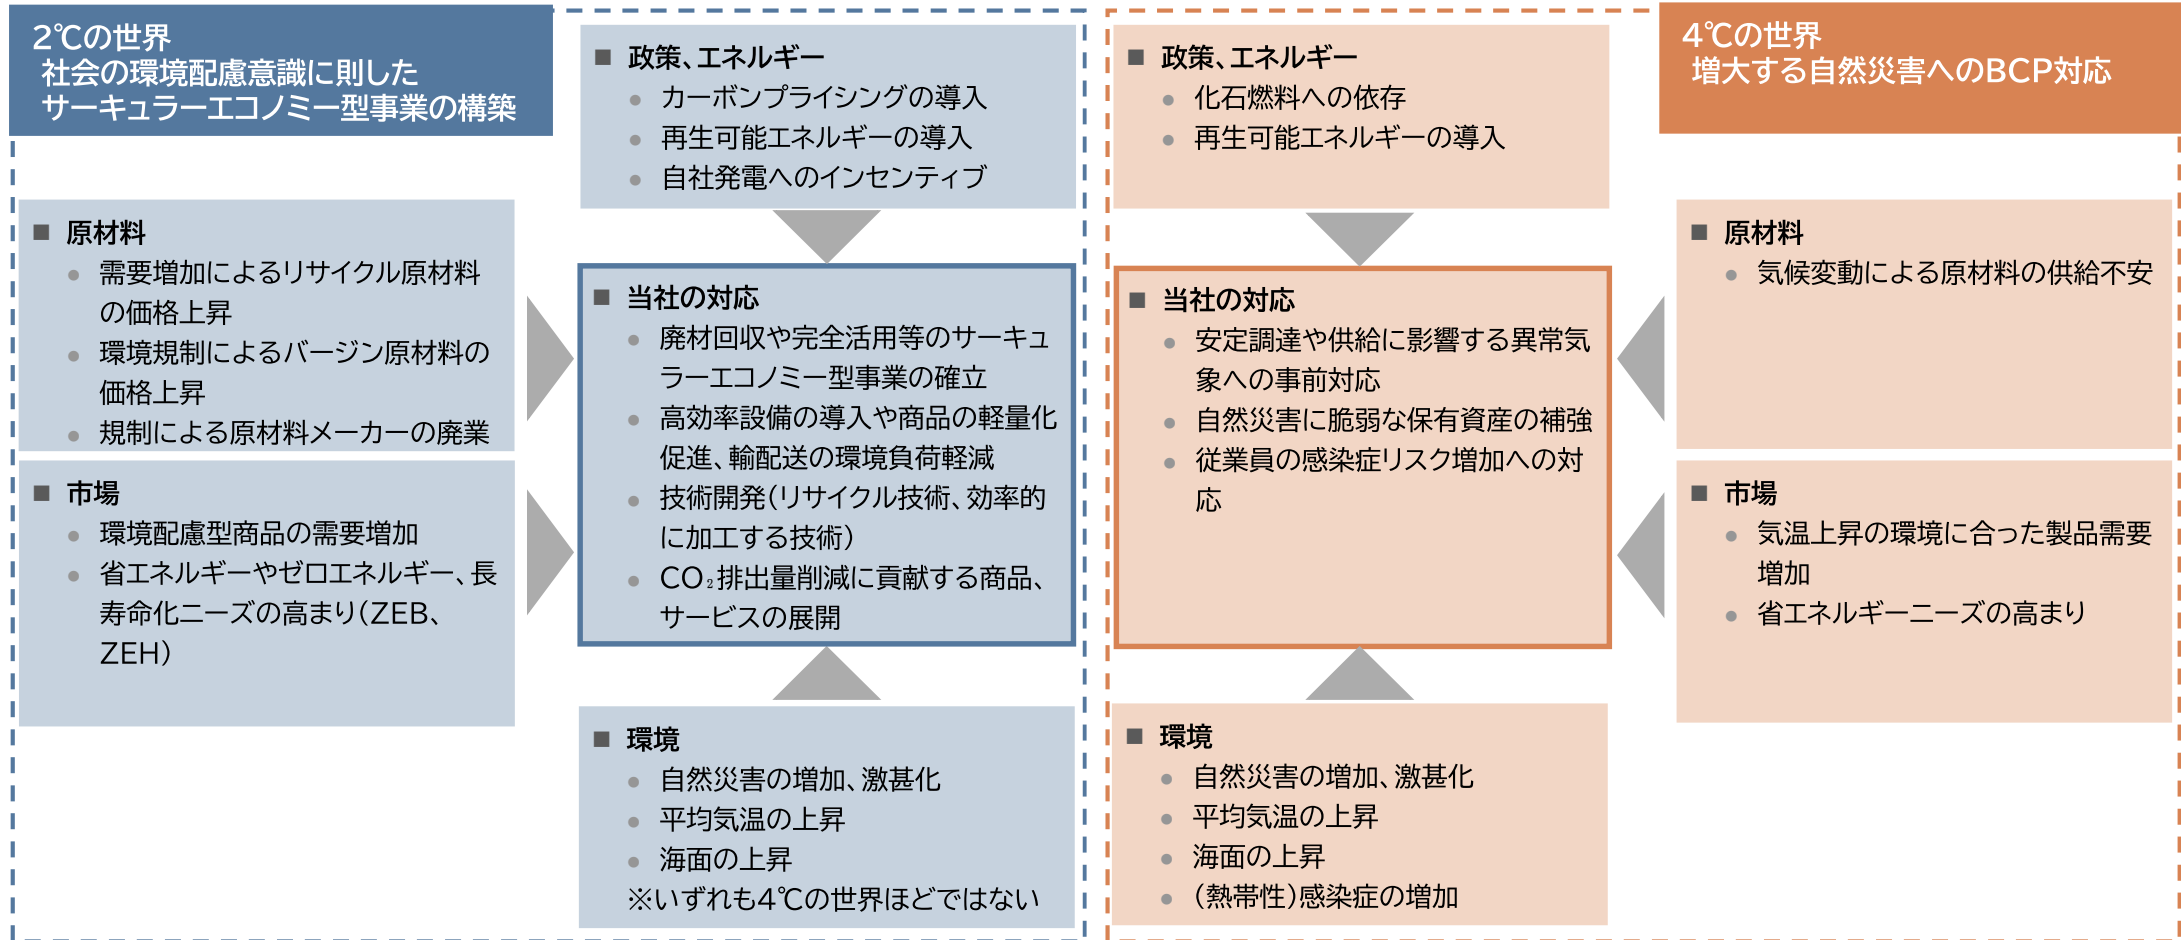 2℃の世界
社会の環境配慮意識に則した
サーキュラーエコノミー型事業の構築
■ 政策、エネルギー
● カーボンプライシングの導入
● 再生可能エネルギーの導入
● 自社発電へのインセンティブ
■ 原材料
● 需要増加によるリサイクル原材料
の価格上昇
● 環境規制によるバージン原材料の
価格上昇
● 規制による原材料メーカーの廃業
■ 市場
● 環境配慮型商品の需要増加
● 省エネルギーやゼロエネルギー、長
寿命化ニーズの高まり（ZEB、
ZEH）
■ 当社の対応
● 廃材回収や完全活用等のサーキュ
ラーエコノミー型事業の確立
● 高効率設備の導入や商品の軽量化
促進、輸配送の環境負荷軽減
● 技術開発（リサイクル技術、効率的
に加工する技術）
● CO₂排出量削減に貢献する商品、
サービスの展開
■ 環境
● 自然災害の増加、激甚化
● 平均気温の上昇
● 海面の上昇
※いずれも4℃の世界ほどではない
4℃の世界
増大する自然災害へのBCP対応
■ 政策、エネルギー
● 化石燃料への依存
● 再生可能エネルギーの導入
■ 当社の対応
● 安定調達や供給に影響する異常気
象への事前対応
● 自然災害に脆弱な保有資産の補強
● 従業員の感染症リスク増加への対
応
■ 原材料
● 気候変動による原材料の供給不安
■ 市場
● 気温上昇の環境に合った製品需要
増加
● 省エネルギーニーズの高まり
■ 環境
● 自然災害の増加、激甚化
● 平均気温の上昇
● 海面の上昇
● （熱帯性）感染症の増加